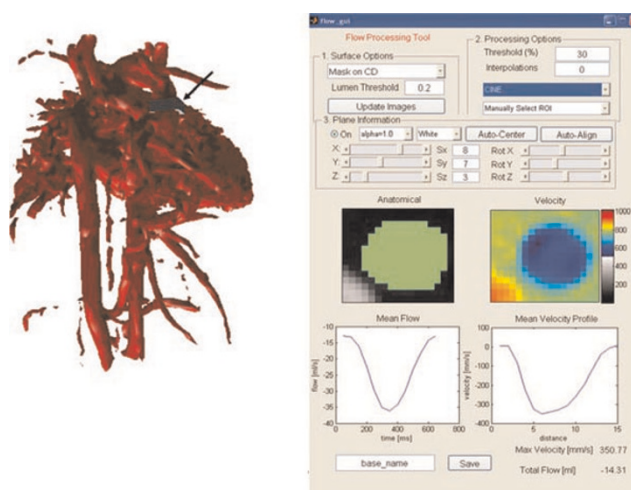 flow_gui
Flow Processing Tool
1. Surface Options
Mask on CD
Lumen Threshold 0.2
Update Images
2. Processing Options
Threshold (%) 30
Interpolations 0
CINE
Manually Select ROI
3. Plane Information
On alpha=1.0 White Auto-Center Auto-Align
X: Sx 8 Rot X
Y: Sy 7 Rot Y
Z: Sz 3 Rot Z
Anatomical
Velocity
1000
800
600
400
200
Mean Flow
-10
-15
-20
-25
-30
-35
-40
flow [ml/s]
0 200 400 600 800
time [ms]
Mean Velocity Profile
100
0
-100
-200
-300
-400
velocity [mm/s]
0 5 10 15
distance
Max Velocity [mm/s] 350.77
base_name Save
Total Flow [ml] -14.31